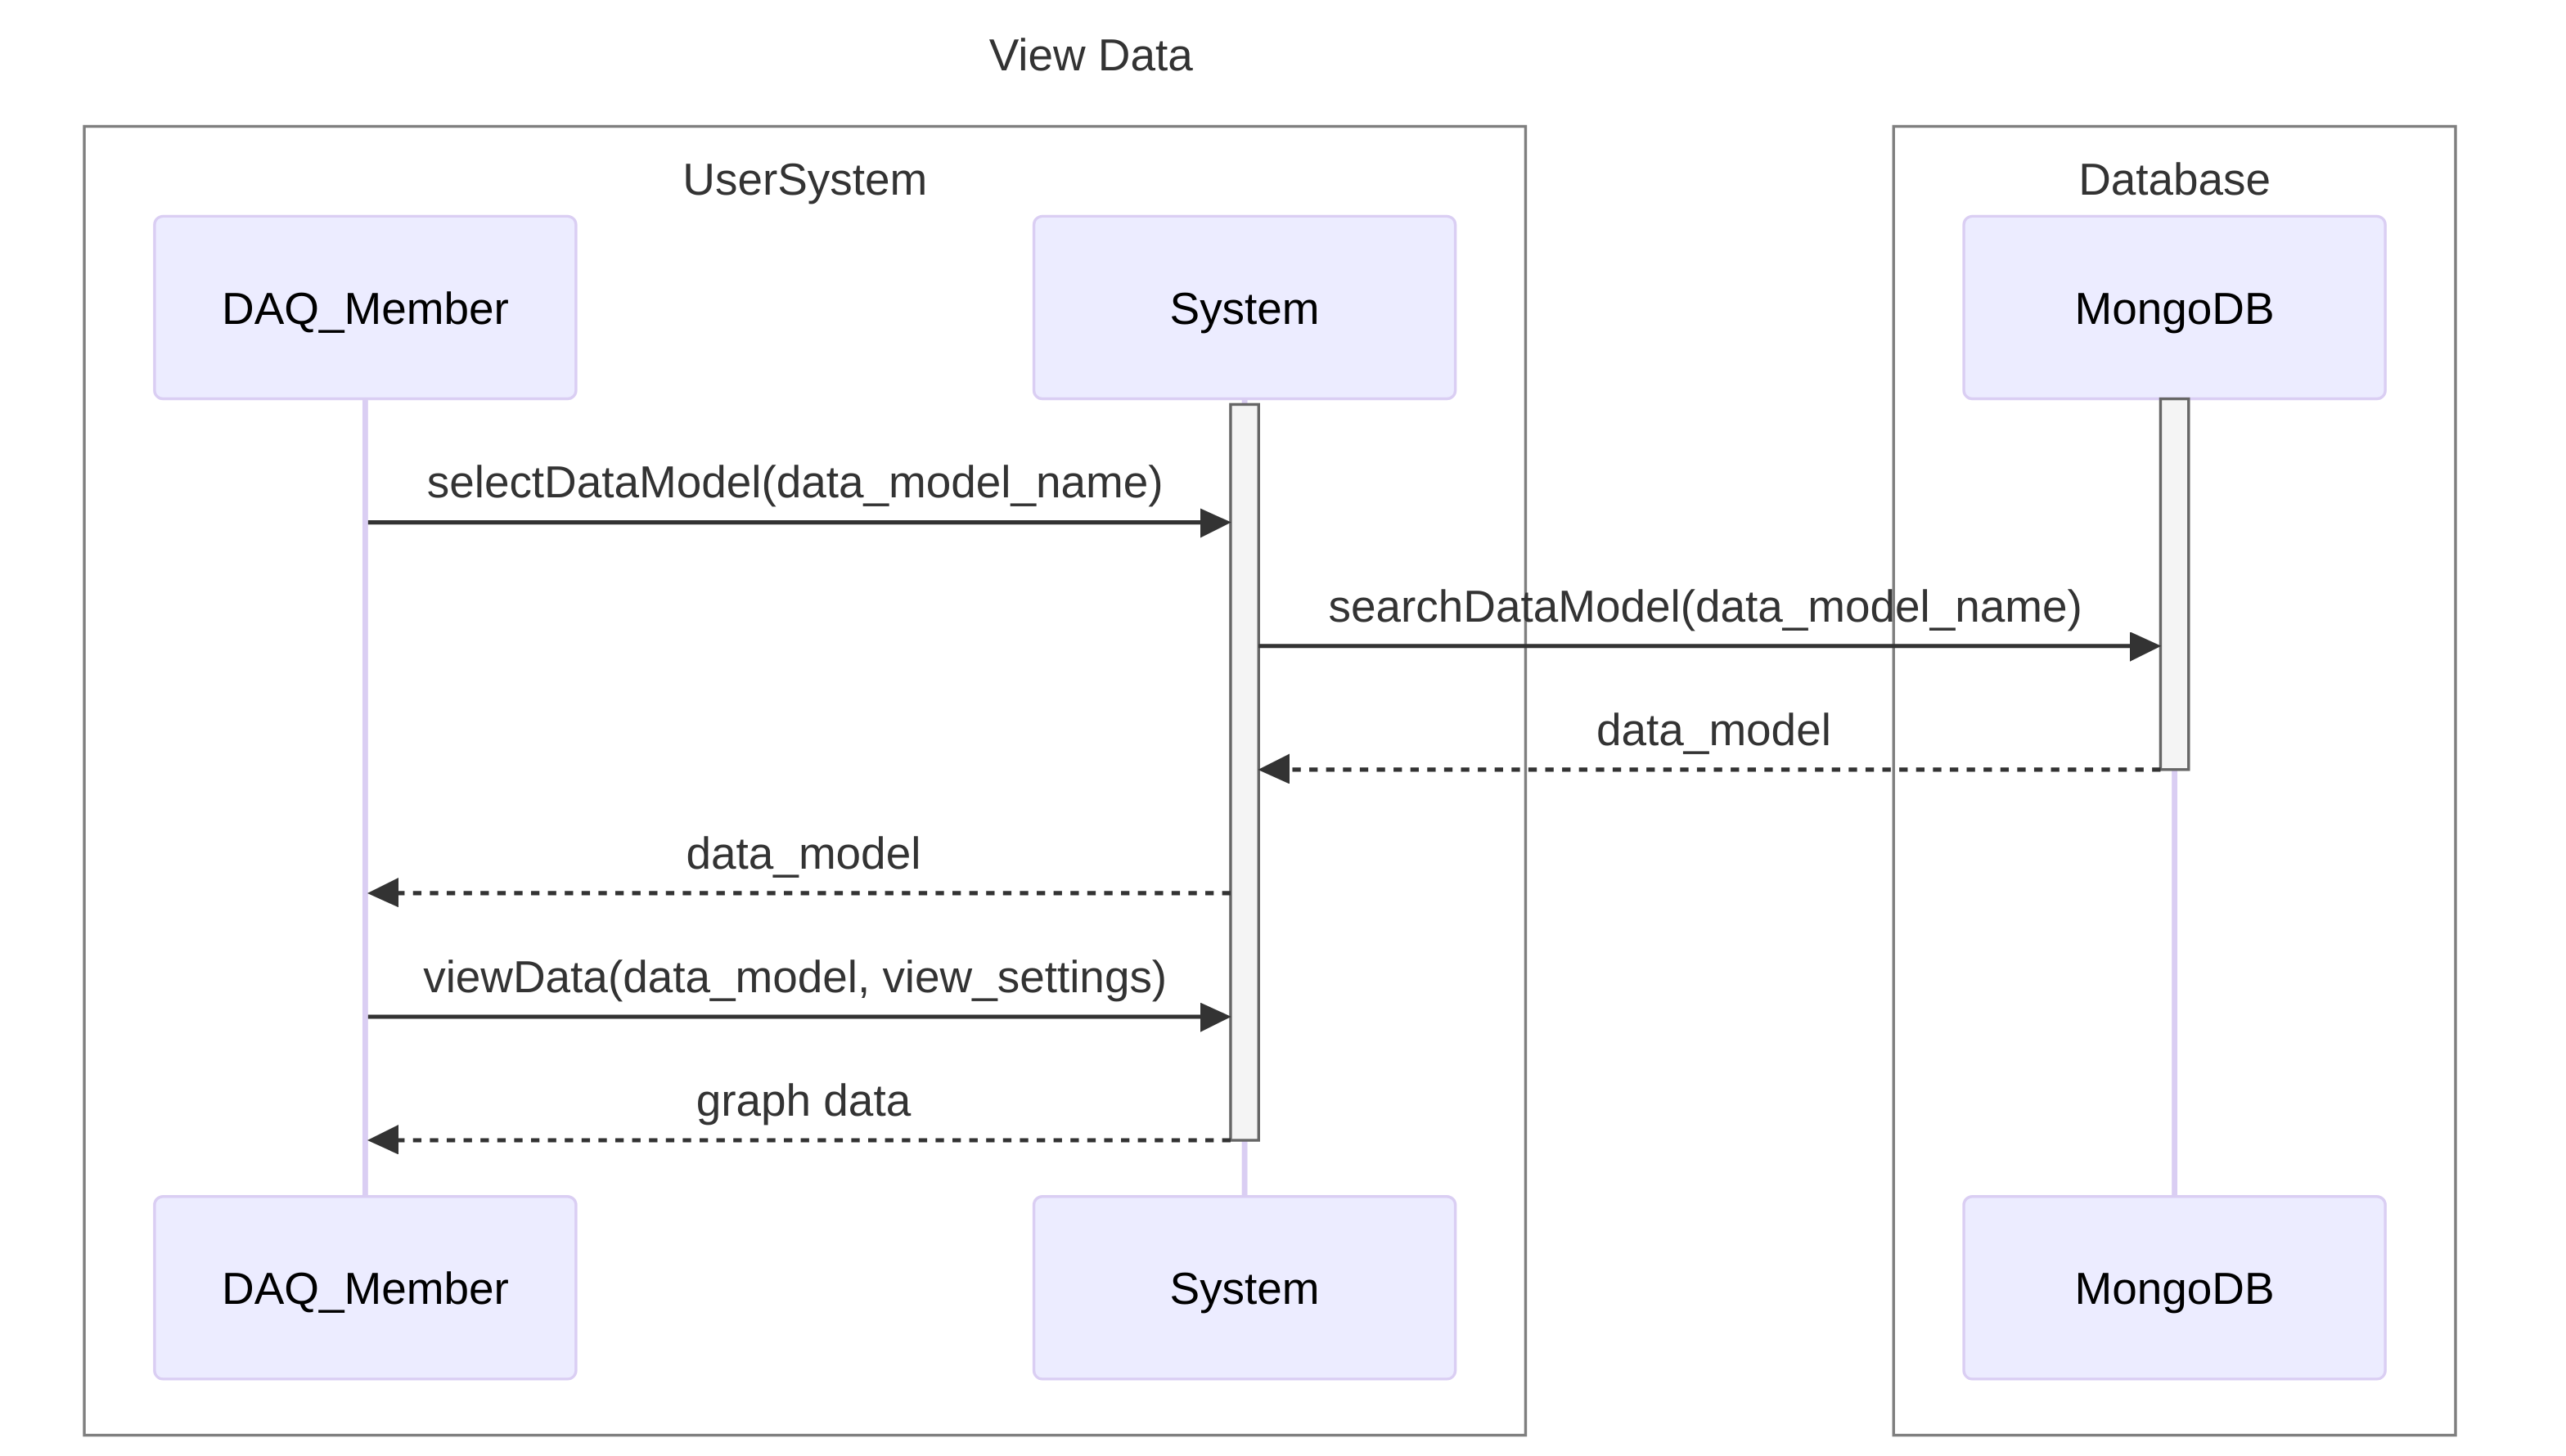 View Data
UserSystem
Database
DAQ_Member
System
MongoDB
selectDataModel(data_model_name)
searchDataModel(data_model_name)
data_model
data_model
viewData(data_model, view_settings)
graph data
DAQ_Member
System
MongoDB